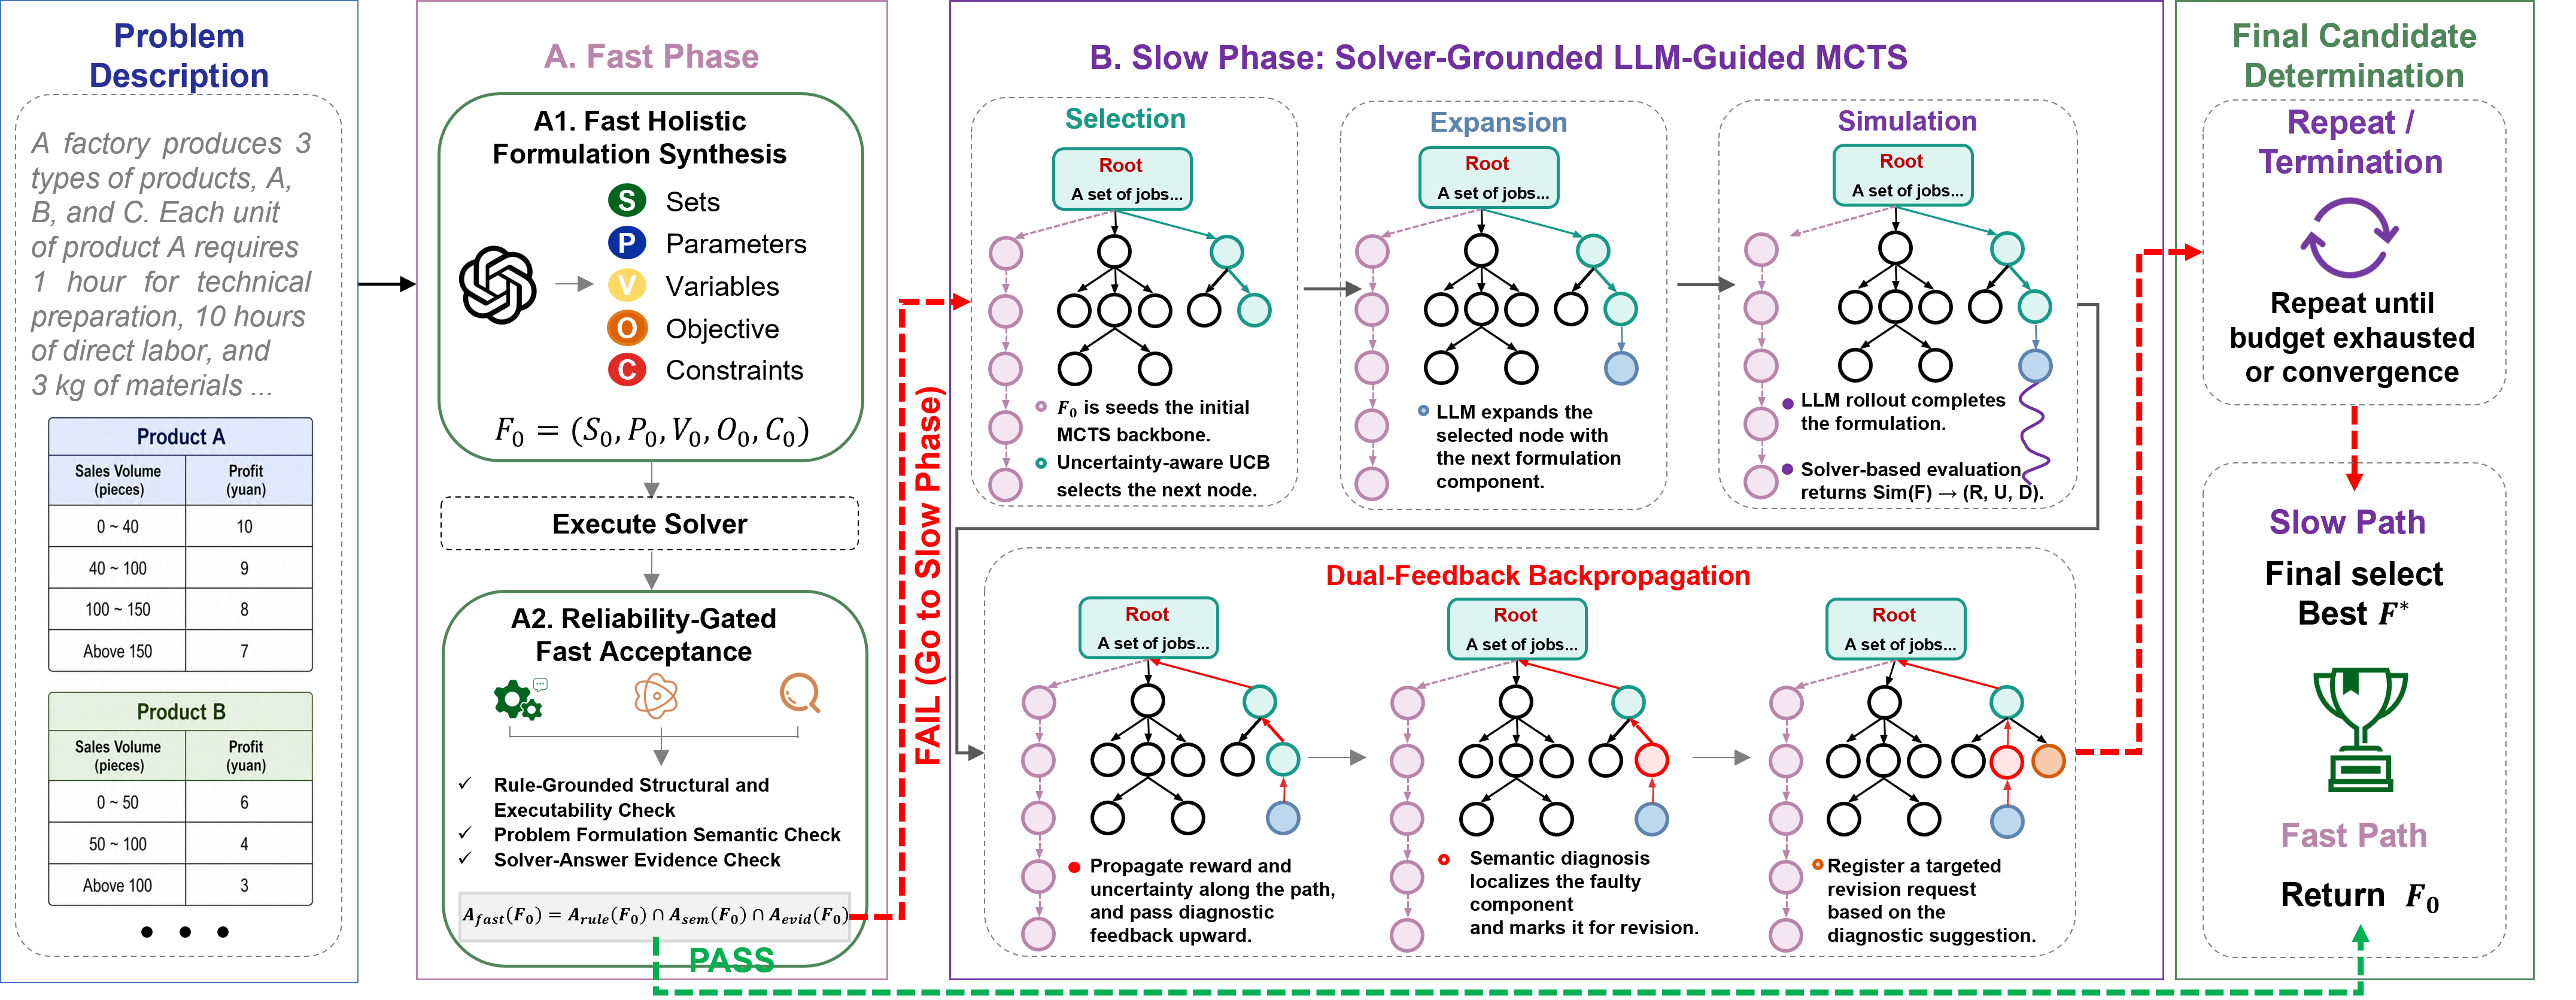 Problem
Description
A factory produces 3
types of products, A,
B, and C. Each unit
of product A requires
1 hour for technical
preparation, 10 hours
of direct labor, and
3 kg of materials ...
Product A
Sales Volume
(pieces)
Profit
(yuan)
0 ~ 40
10
40 ~ 100
9
100 ~ 150
8
Above 150
7
Product B
Sales Volume
(pieces)
Profit
(yuan)
0 ~ 50
6
50 ~ 100
4
Above 100
3
• • •
A. Fast Phase
A1. Fast Holistic
Formulation Synthesis
S Sets
P Parameters
V Variables
O Objective
C Constraints
F₀ = (S₀, P₀, V₀, O₀, C₀)
Execute Solver
A2. Reliability-Gated
Fast Acceptance
✓ Rule-Grounded Structural and
Executability Check
✓ Problem Formulation Semantic Check
✓ Solver-Answer Evidence Check
A_fast(F₀) = A_rule(F₀) ∩ A_sem(F₀) ∩ A_evid(F₀)
PASS
FAIL (Go to Slow Phase)
B. Slow Phase: Solver-Grounded LLM-Guided MCTS
Selection
Root
A set of jobs...
F₀ is seeds the initial
MCTS backbone.
Uncertainty-aware UCB
selects the next node.
Expansion
Root
A set of jobs...
LLM expands the
selected node with
the next formulation
component.
Simulation
Root
A set of jobs...
LLM rollout completes
the formulation.
Solver-based evaluation
returns Sim(F) → (R, U, D).
Dual-Feedback Backpropagation
Root
A set of jobs...
Propagate reward and
uncertainty along the path,
and pass diagnostic
feedback upward.
Root
A set of jobs...
Semantic diagnosis
localizes the faulty
component
and marks it for revision.
Root
A set of jobs...
Register a targeted
revision request
based on the
diagnostic suggestion.
Final Candidate
Determination
Repeat /
Termination
Repeat until
budget exhausted
or convergence
Slow Path
Final select
Best F*
Fast Path
Return F₀